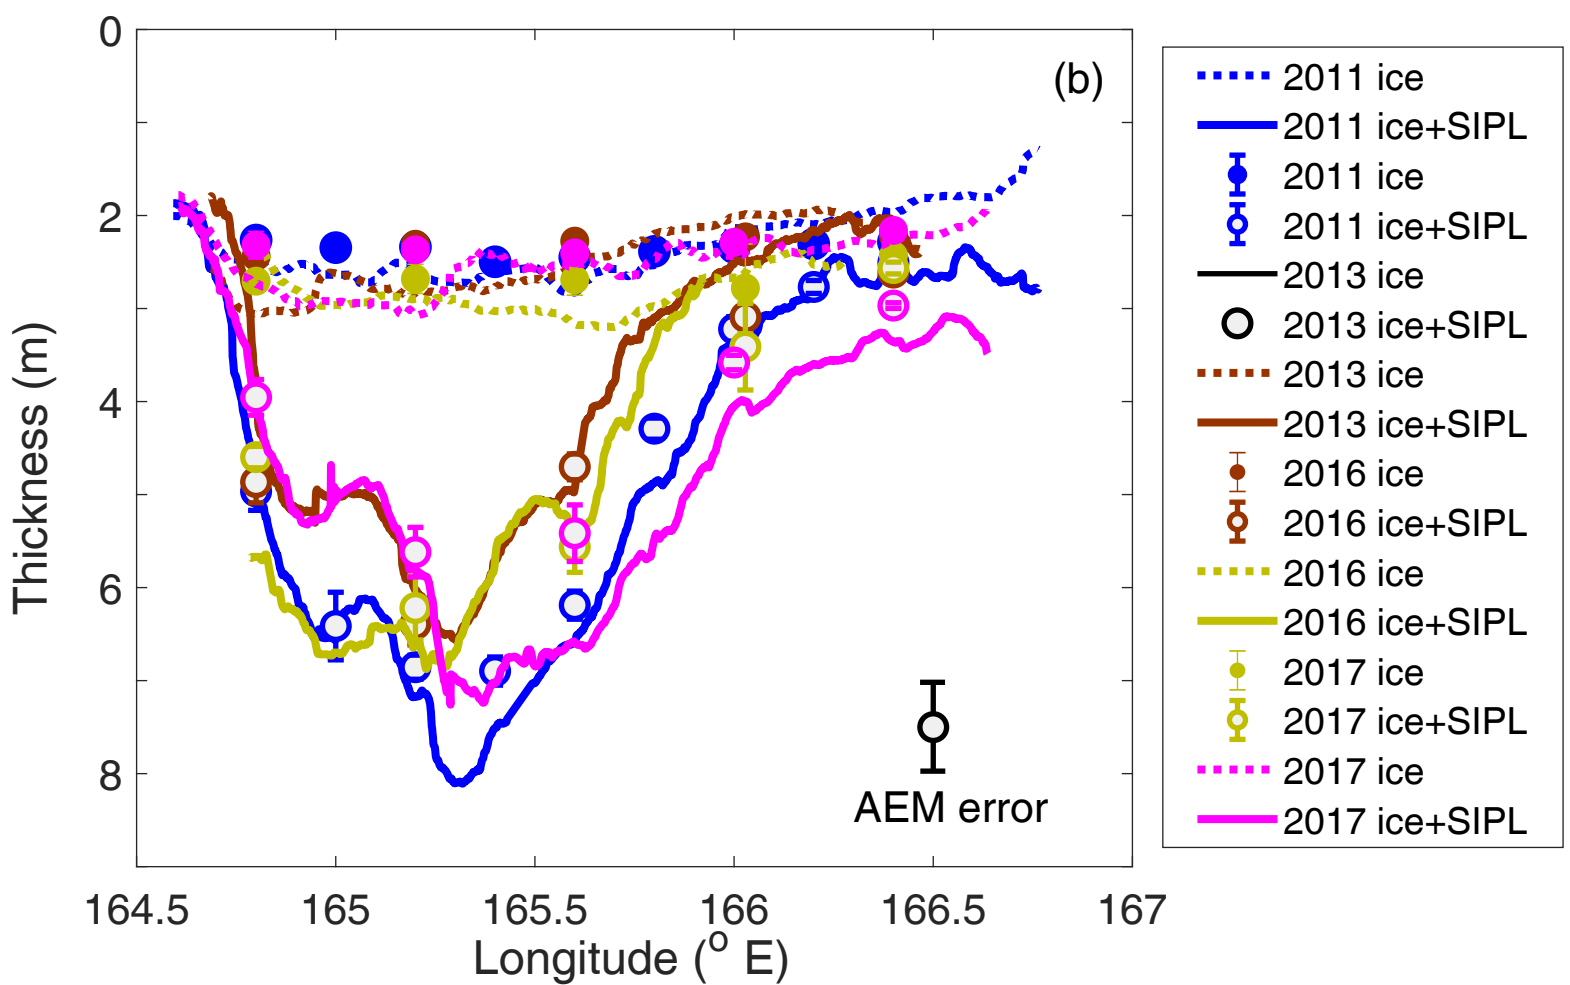 (b)
0
2
4
6
8
Thickness (m)
164.5 165 165.5 166 166.5 167
Longitude (° E)
AEM error
2011 ice
2011 ice+SIPL
2011 ice
2011 ice+SIPL
2013 ice
2013 ice+SIPL
2013 ice
2013 ice+SIPL
2016 ice
2016 ice+SIPL
2016 ice
2016 ice+SIPL
2017 ice
2017 ice+SIPL
2017 ice
2017 ice+SIPL